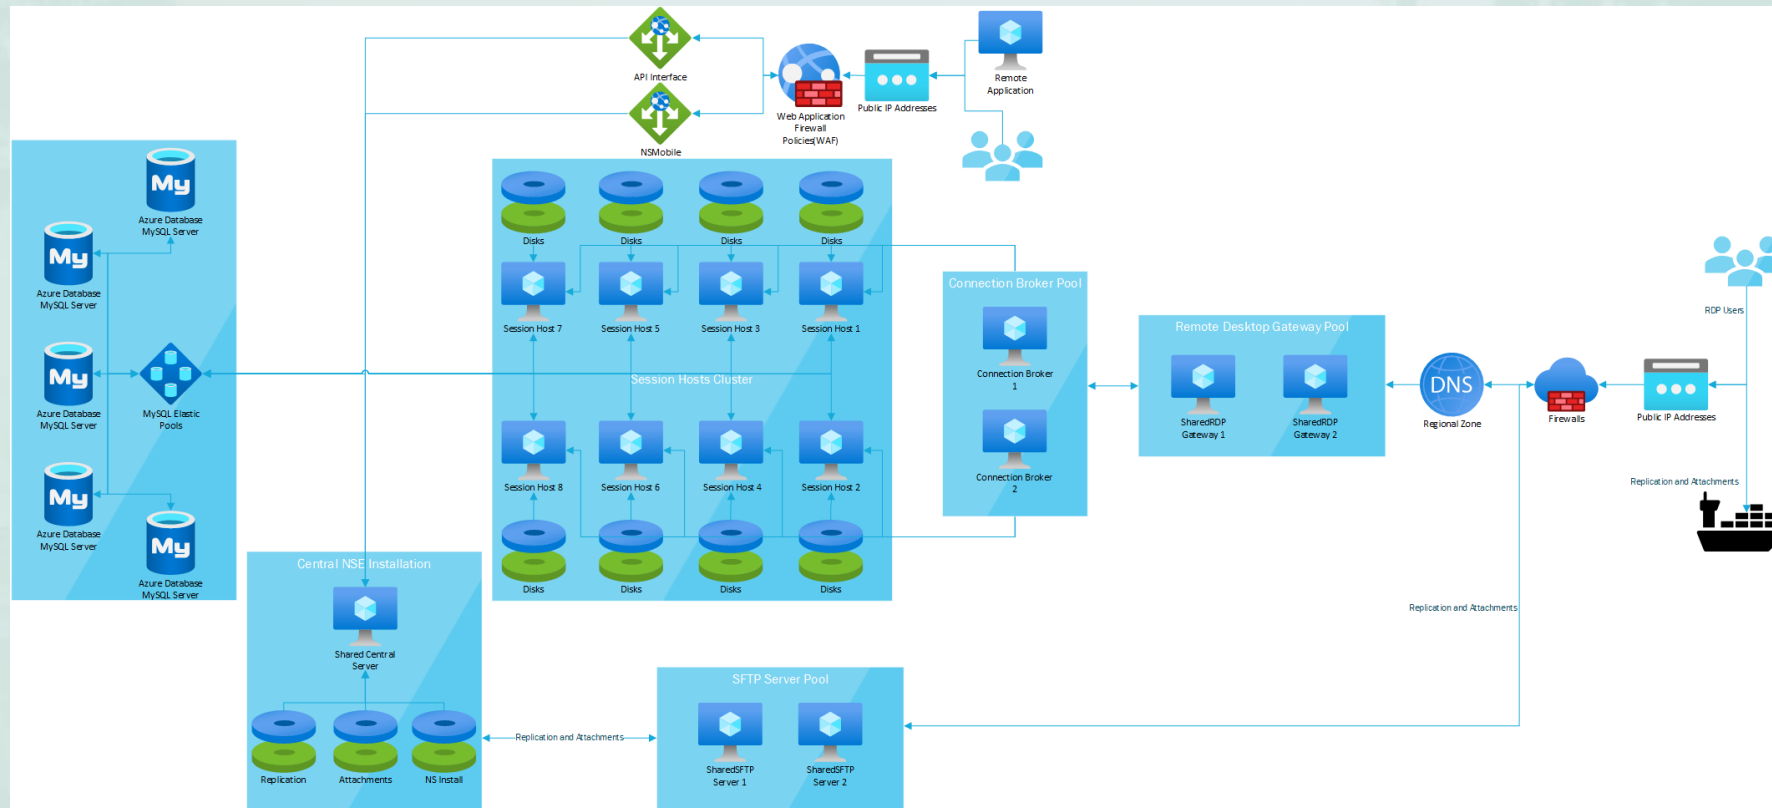 API Interface
NSMobile
Web Application
Firewall
Policies(WAF)
Public IP Addresses
Remote
Application
My
Azure Database
MySQL Server
My
Azure Database
MySQL Server
My
Azure Database
MySQL Server
My
Azure Database
MySQL Server
My
Azure Database
MySQL Server
MySQL Elastic
Pools
Disks
Disks
Disks
Disks
Session Host 7
Session Host 5
Session Host 3
Session Host 1
Session Hosts Cluster
Session Host 8
Session Host 6
Session Host 4
Session Host 2
Disks
Disks
Disks
Disks
Connection Broker Pool
Connection Broker
1
Connection Broker
2
Remote Desktop Gateway Pool
SharedRDP
Gateway 1
SharedRDP
Gateway 2
DNS
Regional Zone
Firewalls
Public IP Addresses
RDP Users
Replication and Attachments
Replication and Attachments
Central NSE Installation
Shared Central
Server
Replication
Attachments
NS Install
Replication and Attachments
SFTP Server Pool
SharedSFTP
Server 1
SharedSFTP
Server 2